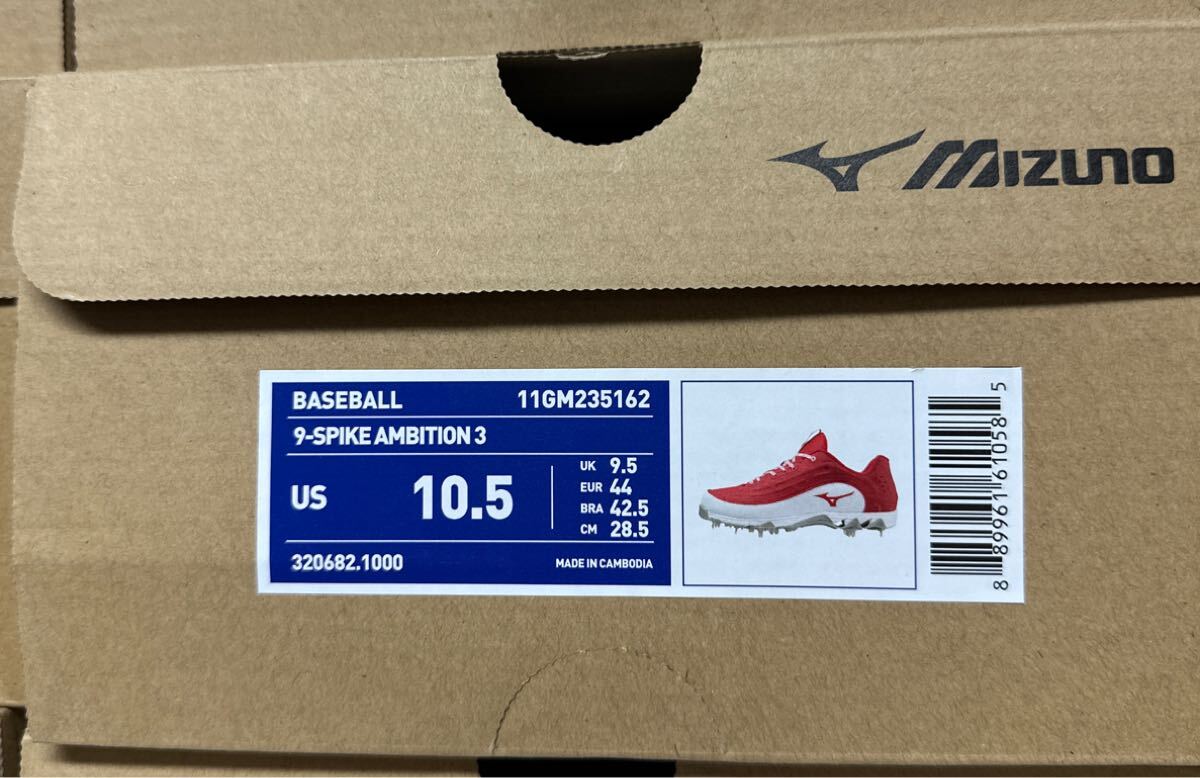 MIZUNO
BASEBALL 11GM235162
9-SPIKE AMBITION 3
US 10.5
UK 9.5
EUR 44
BRA 42.5
CM 28.5
320682.1000 MADE IN CAMBODIA
8 89961 61058 5